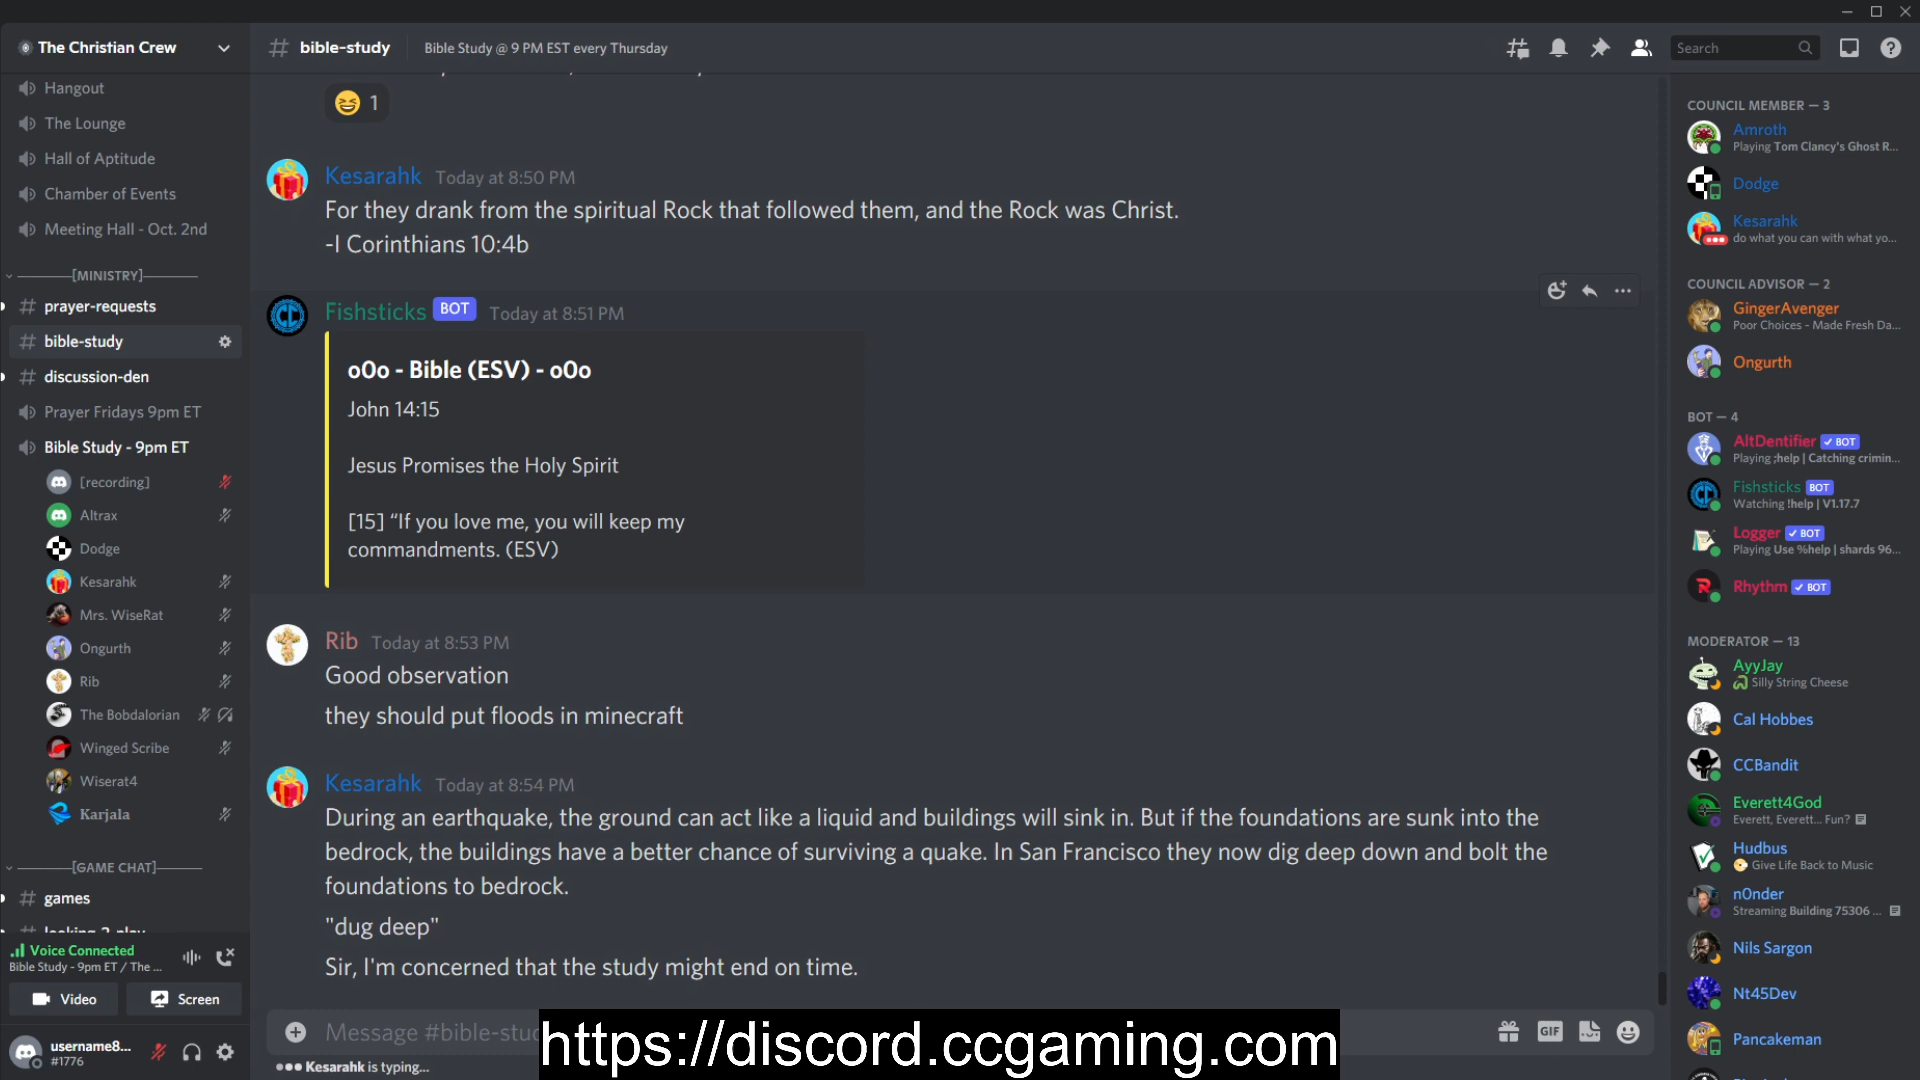 The Christian Crew
bible-study
Bible Study @ 9 PM EST every Thursday
Search
Hangout
The Lounge
Hall of Aptitude
Chamber of Events
Meeting Hall - Oct. 2nd
[MINISTRY]
prayer-requests
bible-study
discussion-den
Prayer Fridays 9pm ET
Bible Study - 9pm ET
[recording]
Altrax
Dodge
Kesarahk
Mrs. WiseRat
Ongurth
Rib
The Bobdalorian
Winged Scribe
Wiserat4
Karjala
[GAME CHAT]
games
looking-2-play
Voice Connected
Bible Study - 9pm ET / The ...
Video
Screen
username8...
#1776
1
Kesarahk Today at 8:50 PM
For they drank from the spiritual Rock that followed them, and the Rock was Christ.
-I Corinthians 10:4b
Fishsticks BOT Today at 8:51 PM
oOo - Bible (ESV) - oOo
John 14:15
Jesus Promises the Holy Spirit
[15] “If you love me, you will keep my
commandments. (ESV)
Rib Today at 8:53 PM
Good observation
they should put floods in minecraft
Kesarahk Today at 8:54 PM
During an earthquake, the ground can act like a liquid and buildings will sink in. But if the foundations are sunk into the
bedrock, the buildings have a better chance of surviving a quake. In San Francisco they now dig deep down and bolt the
foundations to bedrock.
"dug deep"
Sir, I'm concerned that the study might end on time.
Message #bible-stu
GIF
https://discord.ccgaming.com
Kesarahk is typing...
COUNCIL MEMBER — 3
Amroth
Playing Tom Clancy's Ghost R...
Dodge
Kesarahk
do what you can with what yo...
COUNCIL ADVISOR — 2
GingerAvenger
Poor Choices - Made Fresh Da...
Ongurth
BOT — 4
AltDentifier BOT
Playing ;help | Catching crimin...
CC
Fishsticks BOT
Watching !help | V1.17.7
Logger BOT
Playing Use %help | shards 96...
Rhythm BOT
MODERATOR — 13
AyyJay
Silly String Cheese
Cal Hobbes
CCBandit
Everett4God
Everett, Everett... Fun?
Hudbus
Give Life Back to Music
n0nder
Streaming Building 75306 ...
Nils Sargon
Nt45Dev
Pancakeman